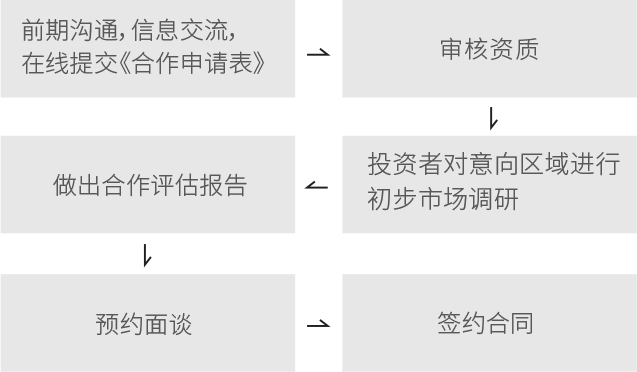 前期沟通，信息交流，
在线提交《合作申请表》
审核资质
投资者对意向区域进行
初步市场调研
做出合作评估报告
预约面谈
签约合同